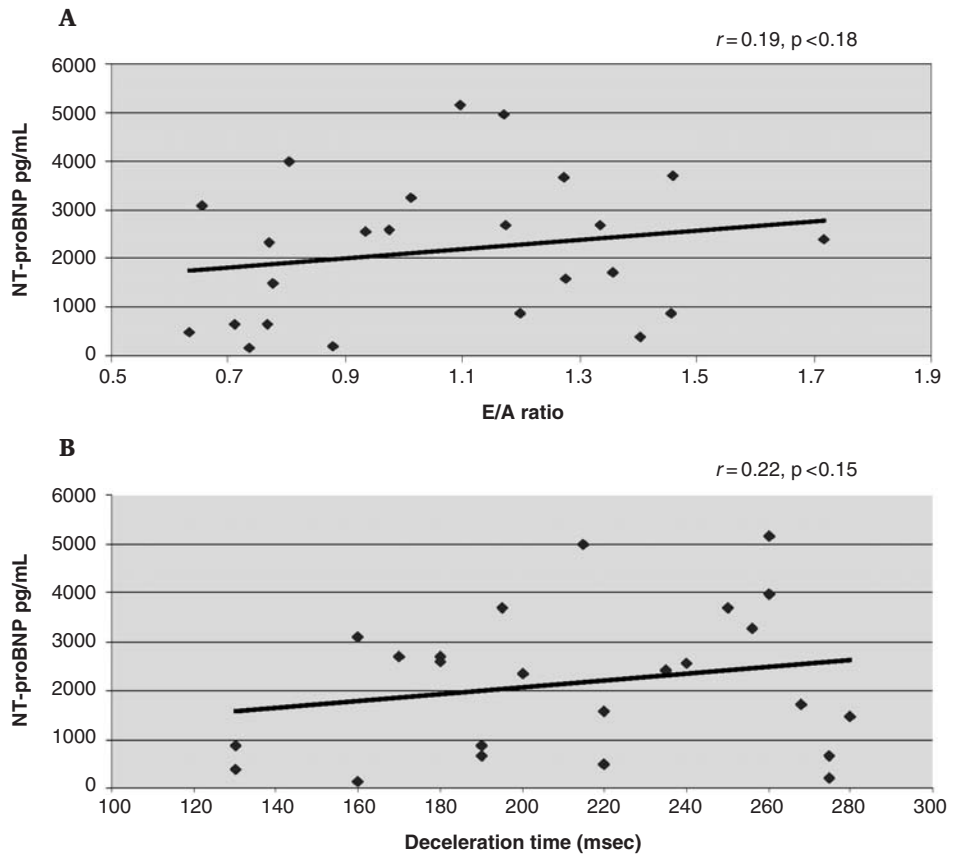 A
r = 0.19, p <0.18
6000
5000
4000
3000
2000
1000
0
NT-proBNP pg/mL
0.5 0.7 0.9 1.1 1.3 1.5 1.7 1.9
E/A ratio
B
r = 0.22, p <0.15
6000
5000
4000
3000
2000
1000
0
NT-proBNP pg/mL
100 120 140 160 180 200 220 240 260 280 300
Deceleration time (msec)